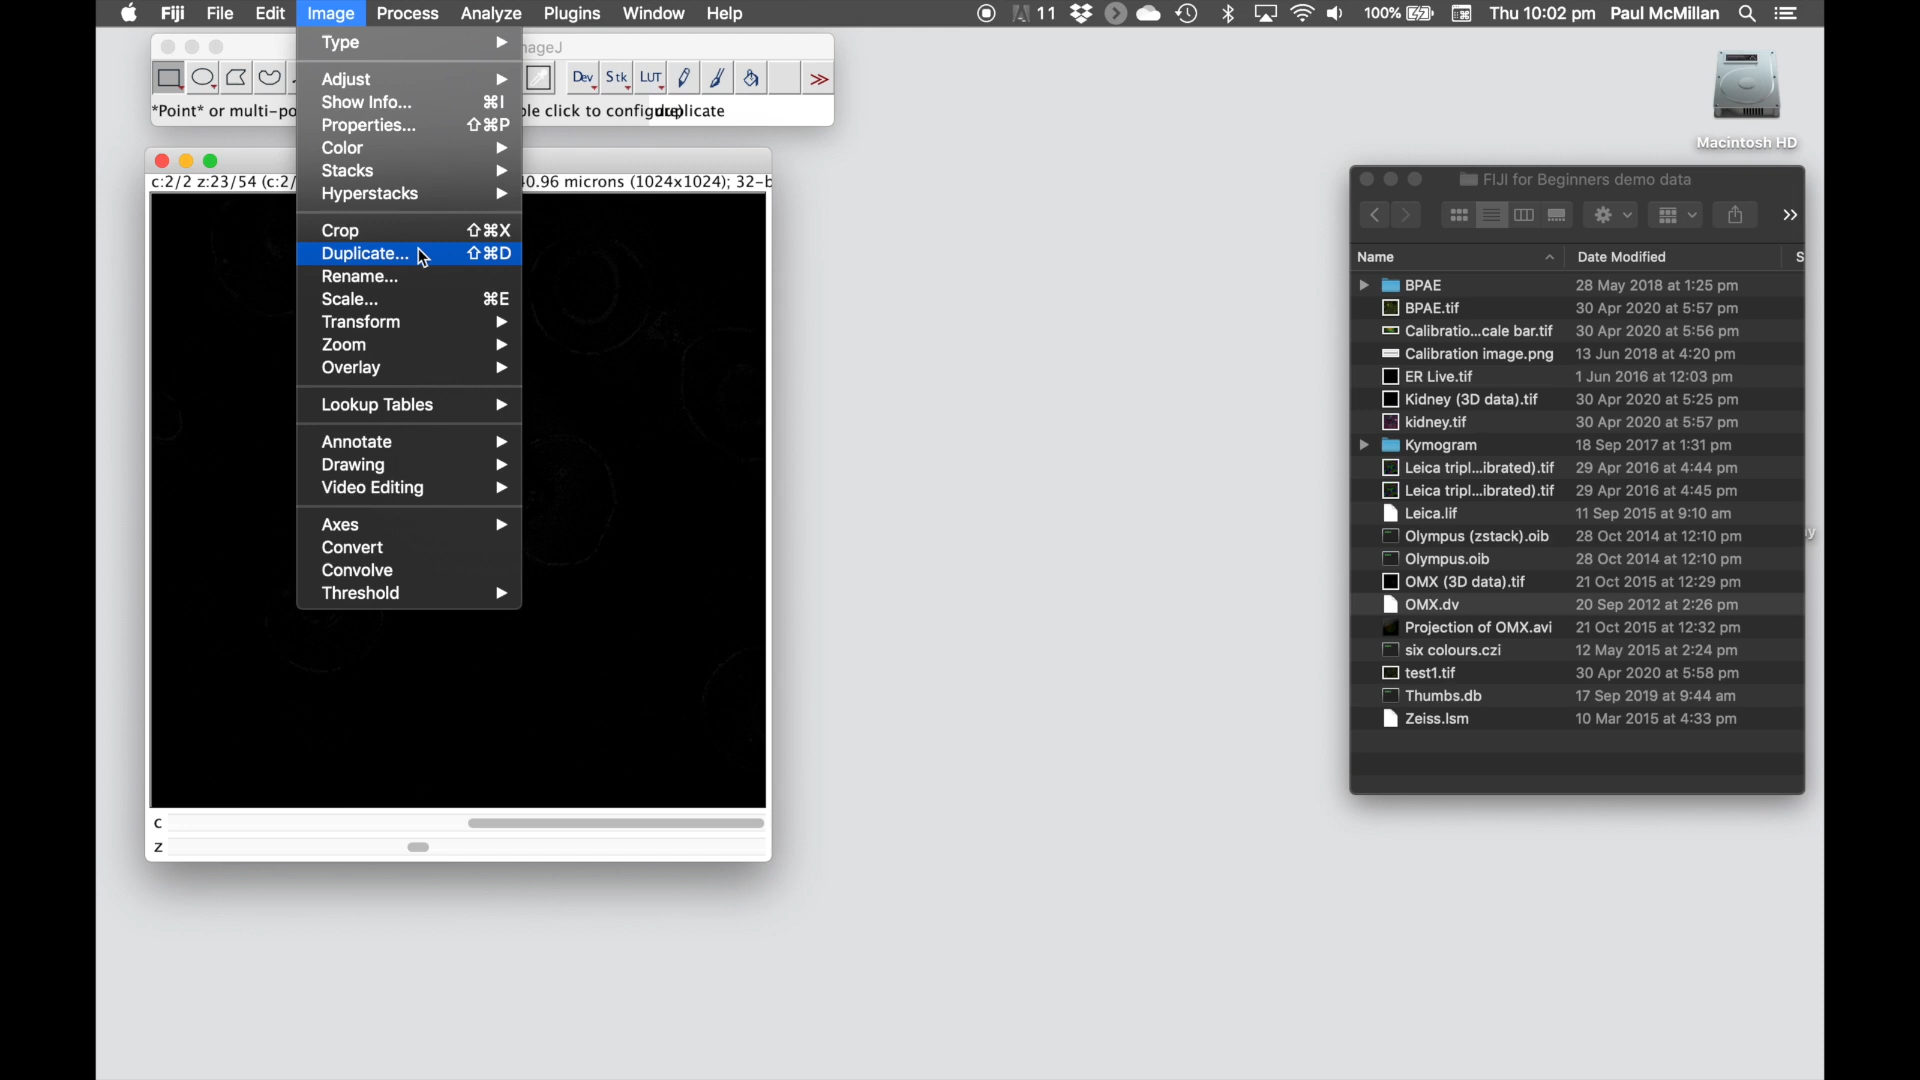 Fiji File Edit Image Process Analyze Plugins Window Help 11 100% Thu 10:02 pm Paul McMillan
ageJ
Dev Stk LUT
*Point* or multi-po
ble click to configure)
duplicate
c:2/2 z:23/54 (c:2/
40.96 microns (1024x1024); 32-b
Type
Adjust
Show Info... ⌘I
Properties... ⇧⌘P
Color
Stacks
Hyperstacks
Crop ⇧⌘X
Duplicate... ⇧⌘D
Rename...
Scale... ⌘E
Transform
Zoom
Overlay
Lookup Tables
Annotate
Drawing
Video Editing
Axes
Convert
Convolve
Threshold
c
z
Macintosh HD
FIJI for Beginners demo data
Name Date Modified S
BPAE 28 May 2018 at 1:25 pm
BPAE.tif 30 Apr 2020 at 5:57 pm
Calibratio...cale bar.tif 30 Apr 2020 at 5:56 pm
Calibration image.png 13 Jun 2018 at 4:20 pm
ER Live.tif 1 Jun 2016 at 12:03 pm
Kidney (3D data).tif 30 Apr 2020 at 5:25 pm
kidney.tif 30 Apr 2020 at 5:57 pm
Kymogram 18 Sep 2017 at 1:31 pm
Leica tripl...ibrated).tif 29 Apr 2016 at 4:44 pm
Leica tripl...ibrated).tif 29 Apr 2016 at 4:45 pm
Leica.lif 11 Sep 2015 at 9:10 am
Olympus (zstack).oib 28 Oct 2014 at 12:10 pm
Olympus.oib 28 Oct 2014 at 12:10 pm
OMX (3D data).tif 21 Oct 2015 at 12:29 pm
OMX.dv 20 Sep 2012 at 2:26 pm
Projection of OMX.avi 21 Oct 2015 at 12:32 pm
six colours.czi 12 May 2015 at 2:24 pm
test1.tif 30 Apr 2020 at 5:58 pm
Thumbs.db 17 Sep 2019 at 9:44 am
Zeiss.lsm 10 Mar 2015 at 4:33 pm